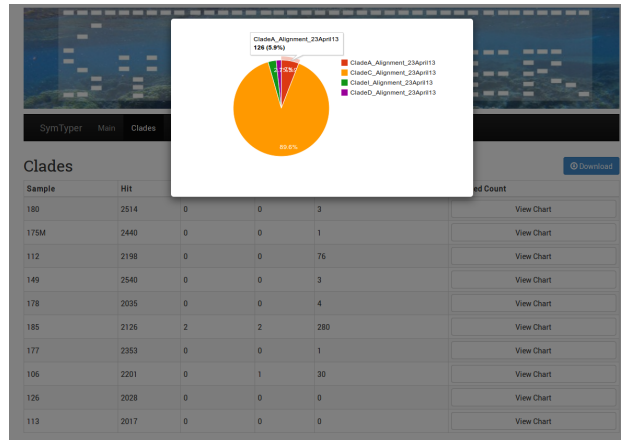 CladeA_Alignment_23April13
126 (5.9%)
CladeA_Alignment_23April13
CladeC_Alignment_23April13
CladeI_Alignment_23April13
CladeD_Alignment_23April13
89.6%
SymTyper Main Clades
Clades
Download
Sample Hit ed Count
180 2514 0 0 3 View Chart
175M 2440 0 0 1 View Chart
112 2198 0 0 76 View Chart
149 2540 0 0 3 View Chart
178 2035 0 0 4 View Chart
185 2126 2 2 280 View Chart
177 2353 0 0 1 View Chart
106 2201 0 1 30 View Chart
126 2028 0 0 0 View Chart
113 2017 0 0 0 View Chart